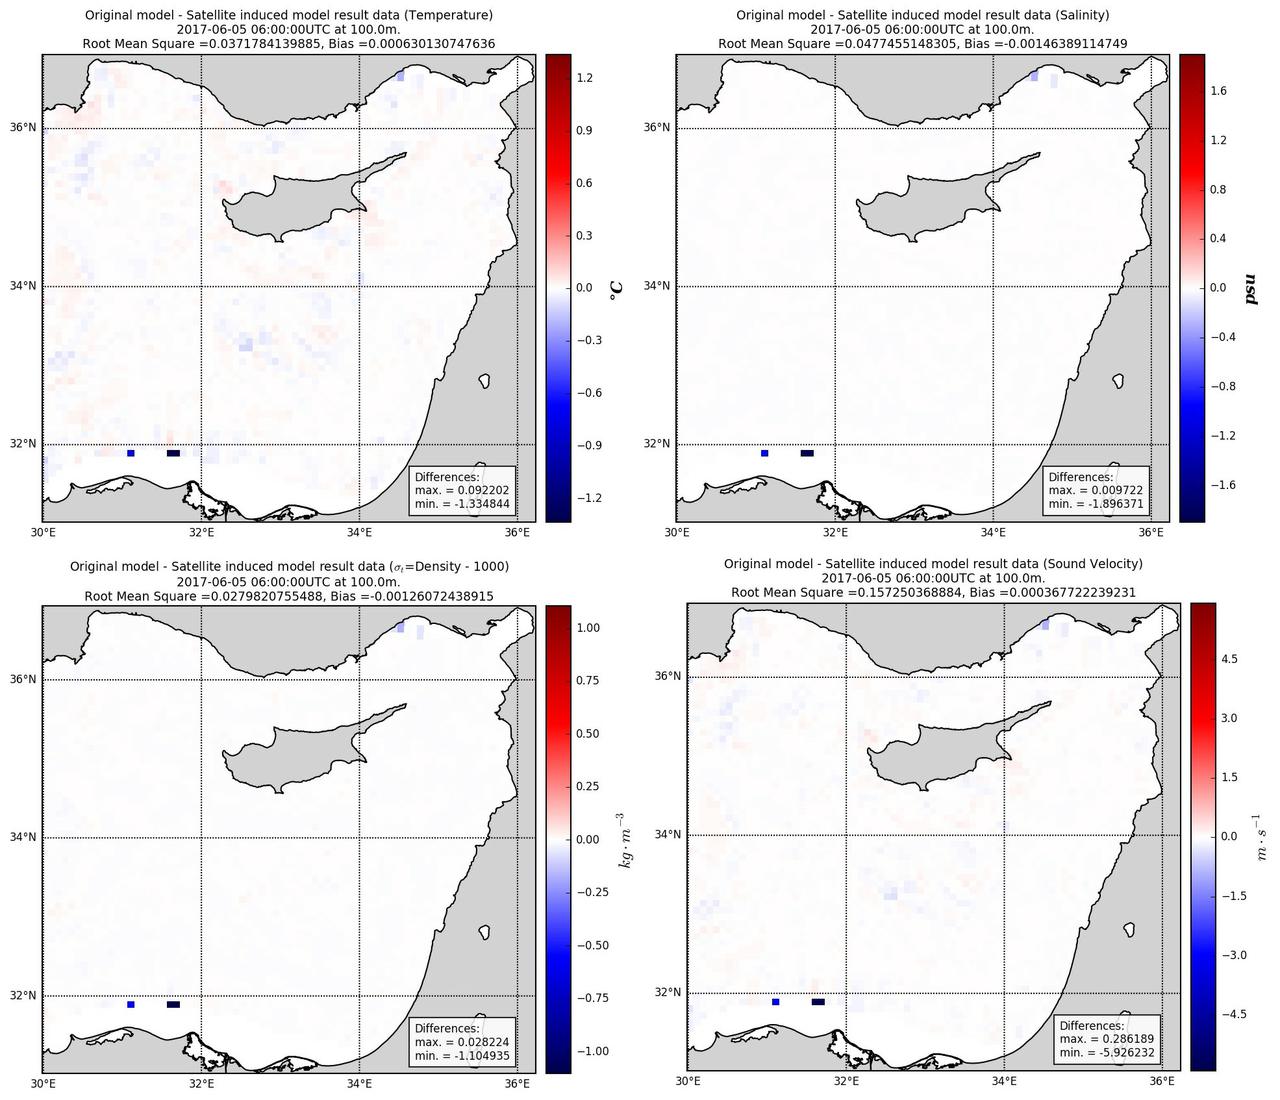 Original model - Satellite induced model result data (Temperature)
2017-06-05 06:00:00UTC at 100.0m.
Root Mean Square =0.0371784139885, Bias =0.000630130747636
36°N
34°N
32°N
30°E 32°E 34°E 36°E
Differences:
max. = 0.092202
min. = -1.334844
1.2
0.9
0.6
0.3
0.0
−0.3
−0.6
−0.9
−1.2
°C
Original model - Satellite induced model result data (Salinity)
2017-06-05 06:00:00UTC at 100.0m.
Root Mean Square =0.0477455148305, Bias =-0.00146389114749
36°N
34°N
32°N
30°E 32°E 34°E 36°E
Differences:
max. = 0.009722
min. = -1.896371
1.6
1.2
0.8
0.4
0.0
−0.4
−0.8
−1.2
−1.6
psu
Original model - Satellite induced model result data (σt=Density - 1000)
2017-06-05 06:00:00UTC at 100.0m.
Root Mean Square =0.0279820755488, Bias =-0.00126072438915
36°N
34°N
32°N
30°E 32°E 34°E 36°E
Differences:
max. = 0.028224
min. = -1.104935
1.00
0.75
0.50
0.25
0.00
−0.25
−0.50
−0.75
−1.00
kg · m⁻³
Original model - Satellite induced model result data (Sound Velocity)
2017-06-05 06:00:00UTC at 100.0m.
Root Mean Square =0.157250368884, Bias =0.000367722239231
36°N
34°N
32°N
30°E 32°E 34°E 36°E
Differences:
max. = 0.286189
min. = -5.926232
4.5
3.0
1.5
0.0
−1.5
−3.0
−4.5
m · s⁻¹